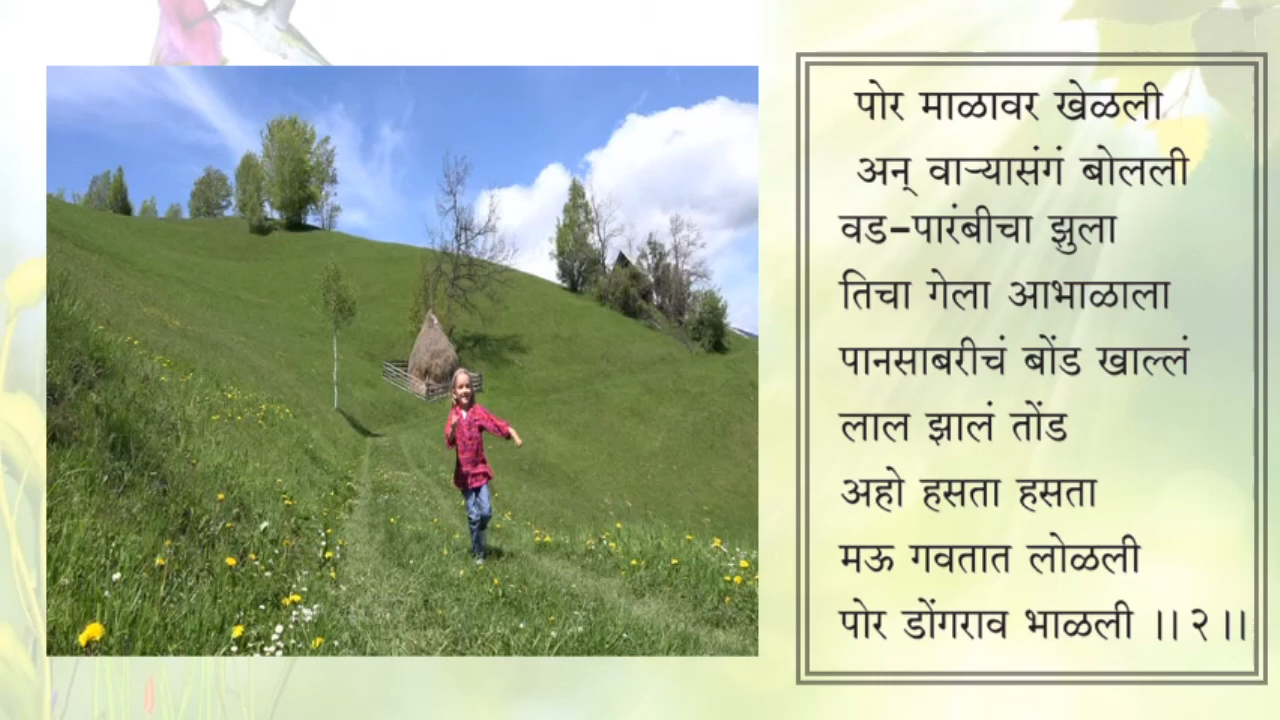 पोर माळावर खेळली
अन् वाऱ्यासंगं बोलली
वड-पारंबीचा झुला
तिचा गेला आभाळाला
पानसाबरीचं बोंड खाल्लं
लाल झालं तोंड
अहो हसता हसता
मऊ गवतात लोळली
पोर डोंगराव भाळली ।। २ ।।